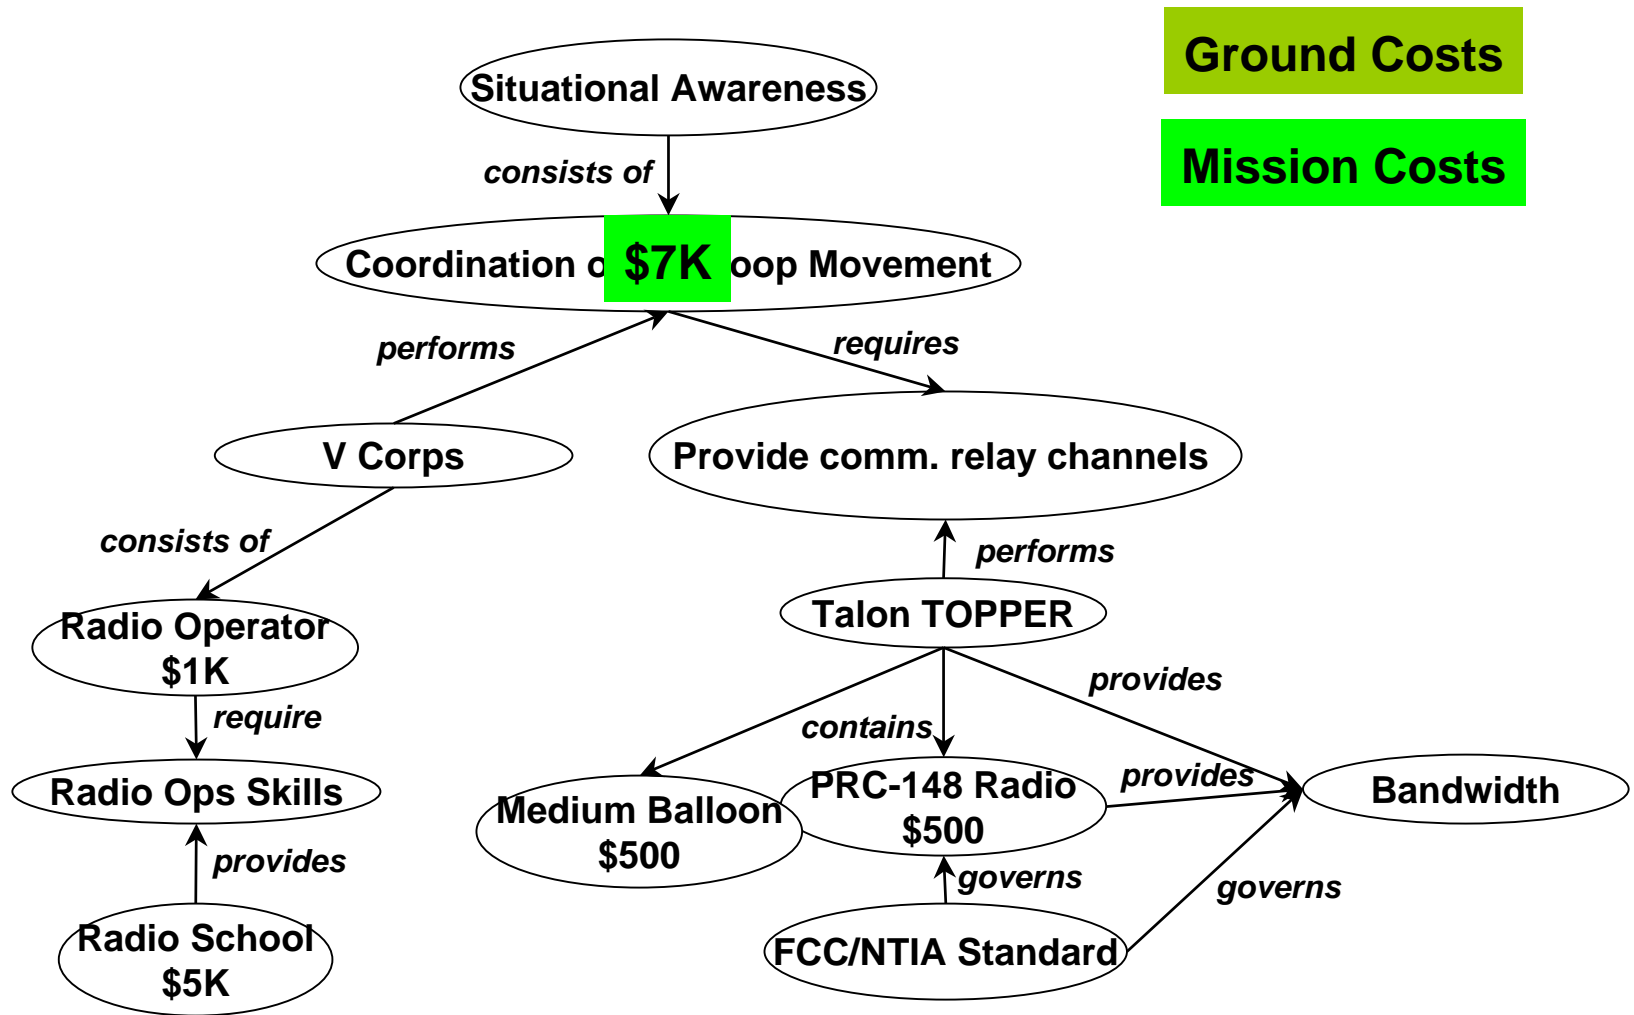 Ground Costs
Situational Awareness
Mission Costs
consists of
Coordination o
$7K
oop Movement
performs
requires
V Corps
Provide comm. relay channels
consists of
performs
Radio Operator
$1K
Talon TOPPER
require
provides
contains
Radio Ops Skills
Medium Balloon
$500
PRC-148 Radio
$500
provides
Bandwidth
provides
governs
governs
Radio School
$5K
FCC/NTIA Standard